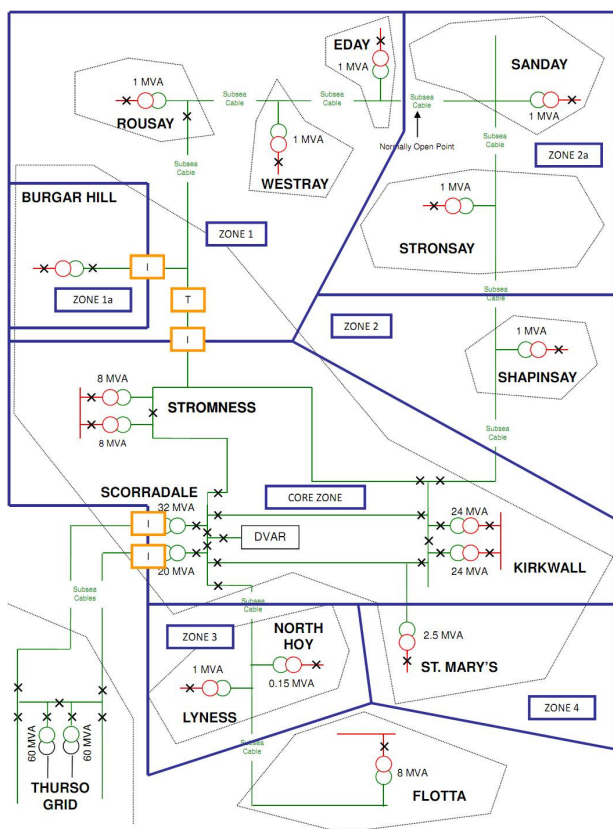 EDAY
1 MVA
SANDAY
1 MVA
ROUSAY
Subsea
Cable
Subsea
Cable
Subsea
Cable
1 MVA
WESTRAY
Normally Open Point
1 MVA
ZONE 2a
Subsea
Cable
BURGAR HILL
ZONE 1
1 MVA
STRONSAY
I
ZONE 1a
T
I
Subsea
Cable
ZONE 2
1 MVA
SHAPINSAY
Subsea
Cable
8 MVA
STROMNESS
8 MVA
SCORRADALE
CORE ZONE
32 MVA
I
DVAR
24 MVA
I
20 MVA
24 MVA
KIRKWALL
Subsea
Cables
ZONE 3
NORTH
HOY
1 MVA
0.15 MVA
LYNESS
2.5 MVA
ST. MARY'S
ZONE 4
60 MVA
60 MVA
THURSO
GRID
Subsea
Cable
8 MVA
FLOTTA